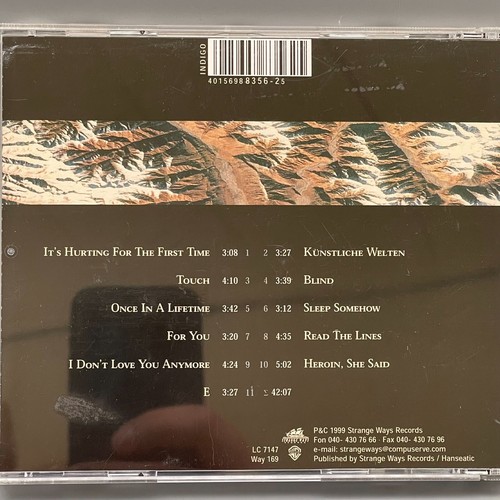 INDIGO
4015698 8356-25
IT'S HURTING FOR THE FIRST TIME 3:08 1 2 3:27 KÜNSTLICHE WELTEN
TOUCH 4:10 3 4 3:39 BLIND
ONCE IN A LIFETIME 3:42 5 6 3:12 SLEEP SOMEHOW
FOR YOU 3:20 7 8 4:35 READ THE LINES
I DON'T LOVE YOU ANYMORE 4:24 9 10 5:02 HEROIN, SHE SAID
E 3:27 11 Σ 42:07
P&C 1999 Strange Ways Records
Fon 040- 430 76 66 · Fax 040- 430 76 96
LC 7147 e-mail: strangeways@compuserve.com
Way 169 Published by Strange Ways Records / Hanseatic